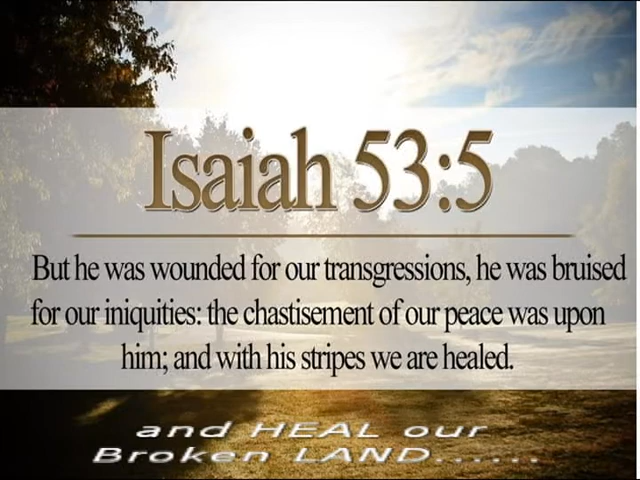 Isaiah 53:5
But he was wounded for our transgressions, he was bruised
for our iniquities: the chastisement of our peace was upon
him; and with his stripes we are healed.
and HEAL our
Broken LAND......